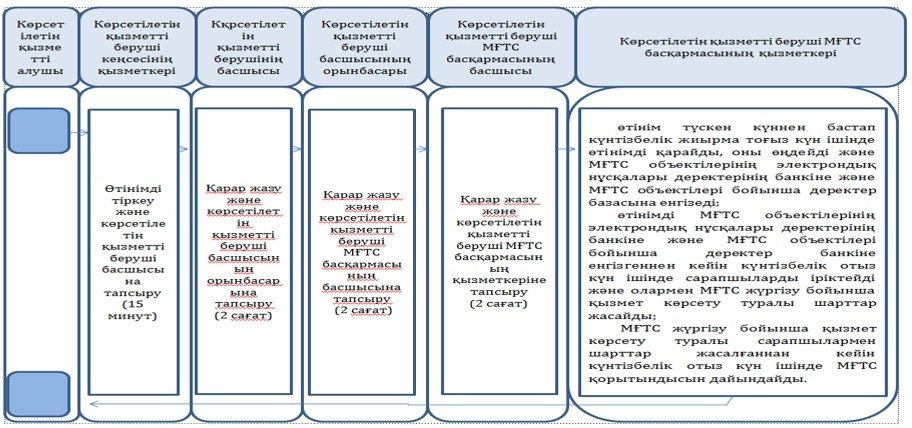 Көрсет
ілетін
қызме
тті
алушы
Көрсетілетін
қызметті
беруші
кеңсесінің
қызметкері
Кқрсетілет
ін
қызметті
берушінің
басшысы
Көрсетілетін
қызметті
беруші
басшысының
орынбасары
Көрсетілетін
қызметті беруші
МҒТС
басқармасының
басшысы
Көрсетілетін қызметті беруші МҒТС
басқармасының қызметкері
Өтінімді
тіркеу
және
көрсетіле
тін
қызметті
беруші
басшысы
на
тапсыру
(15
минут)
Қарар жазу
және
көрсетілет
ін
қызметті
беруші
басшысын
ың
орынбасар
ына
тапсыру
(2 сағат)
Қарар жазу
және
көрсетілетін
қызметті
беруші
МҒТС
басқармасы
ның
басшысына
тапсыру
(2 сағат)
Қарар жазу
және
көрсетілетін
қызметті
беруші МҒТС
басқармасын
ың
қызметкеріне
тапсыру
(2 сағат)
өтінім түскен күннен бастап
күнтізбелік жиырма тоғыз күн ішінде
өтінімді қарайды, оны өңдейді және
МҒТС объектілерінің электрондық
нұсқалары деректерінің банкіне және
МҒТС объектілері бойынша деректер
базасына енгізеді;
өтінімді МҒТС объектілерінің
электрондық нұсқалары деректерінің
банкіне және МҒТС объектілері
бойынша деректер банкіне
енгізгеннен кейін күнтізбелік отыз
күн ішінде сарапшыларды іріктейді
және олармен МҒТС жүргізу бойынша
қызмет көрсету туралы шарттар
жасайды;
МҒТС жүргізу бойынша қызмет
көрсету туралы сарапшылармен
шарттар жасалғаннан кейін
күнтізбелік отыз күн ішінде МҒТС
қорытындысын дайындайды.